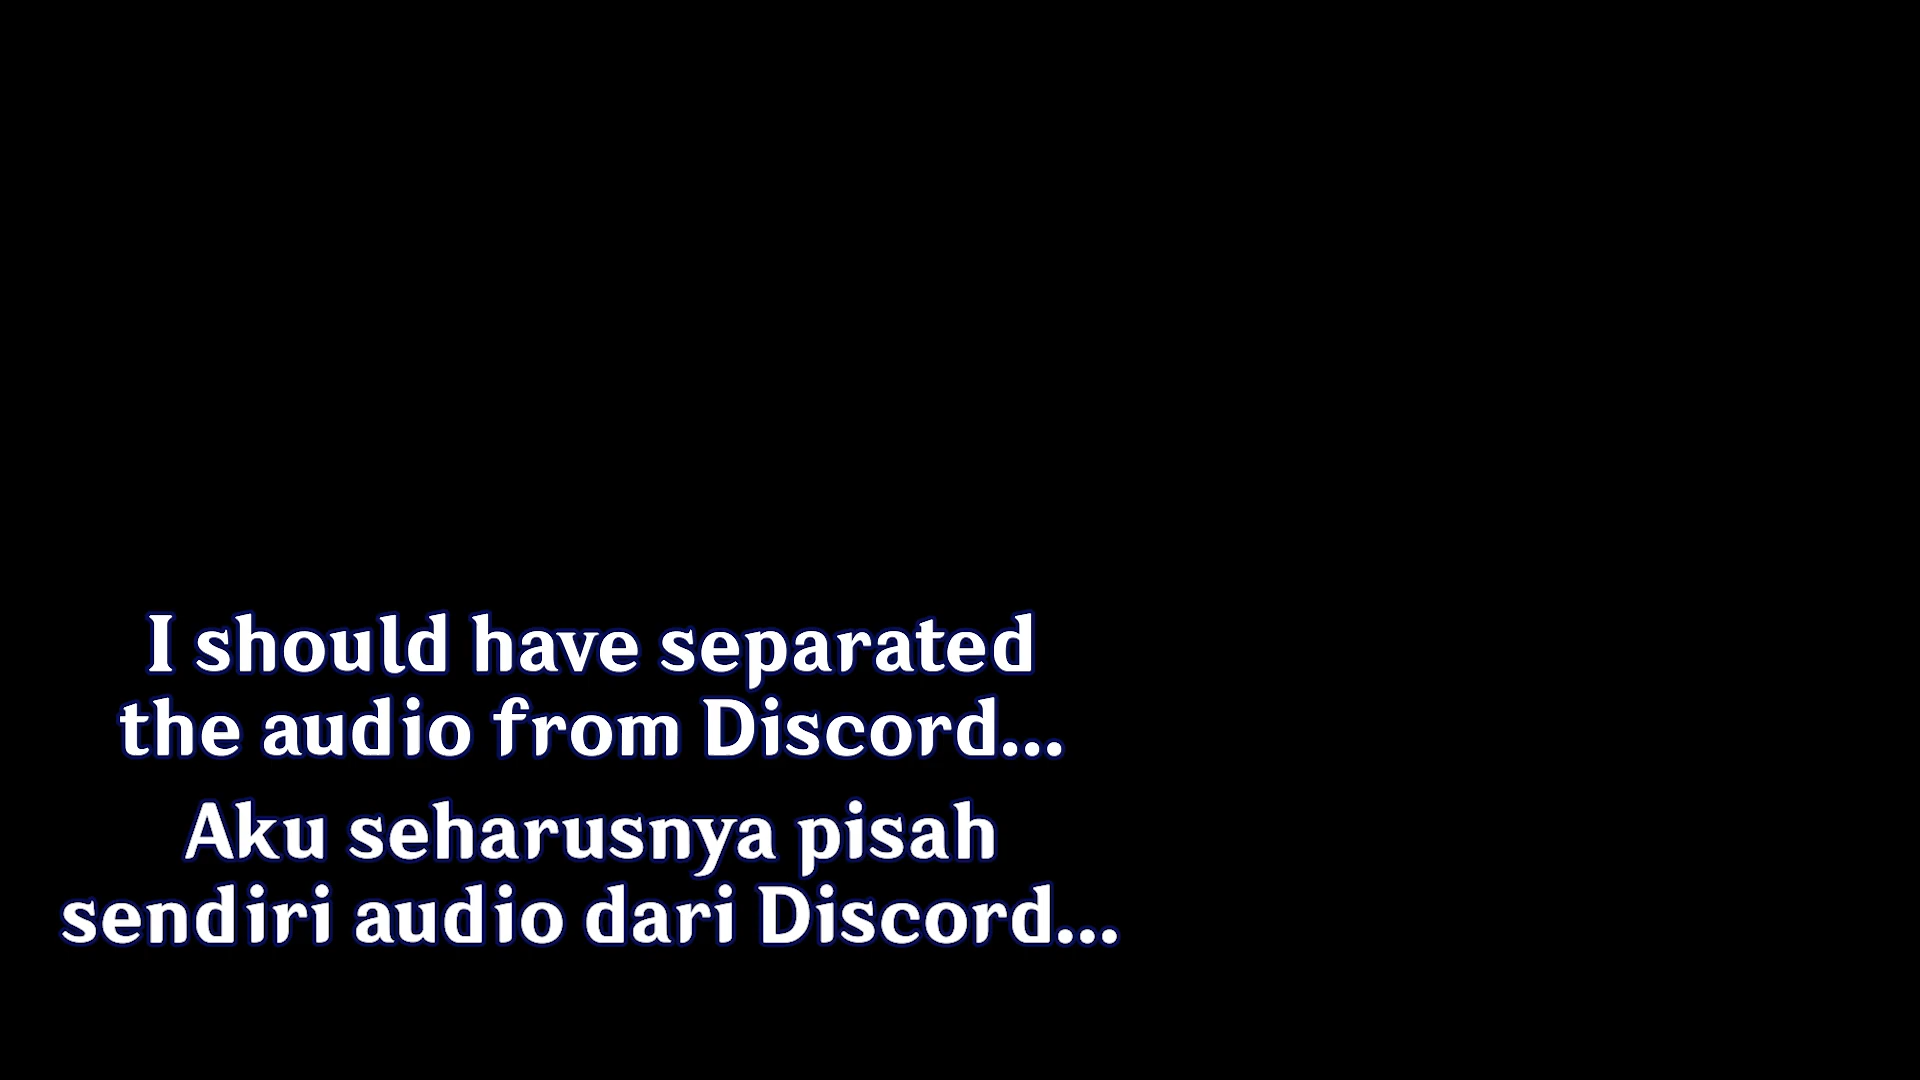 I should have separated
the audio from Discord...
Aku seharusnya pisah
sendiri audio dari Discord...